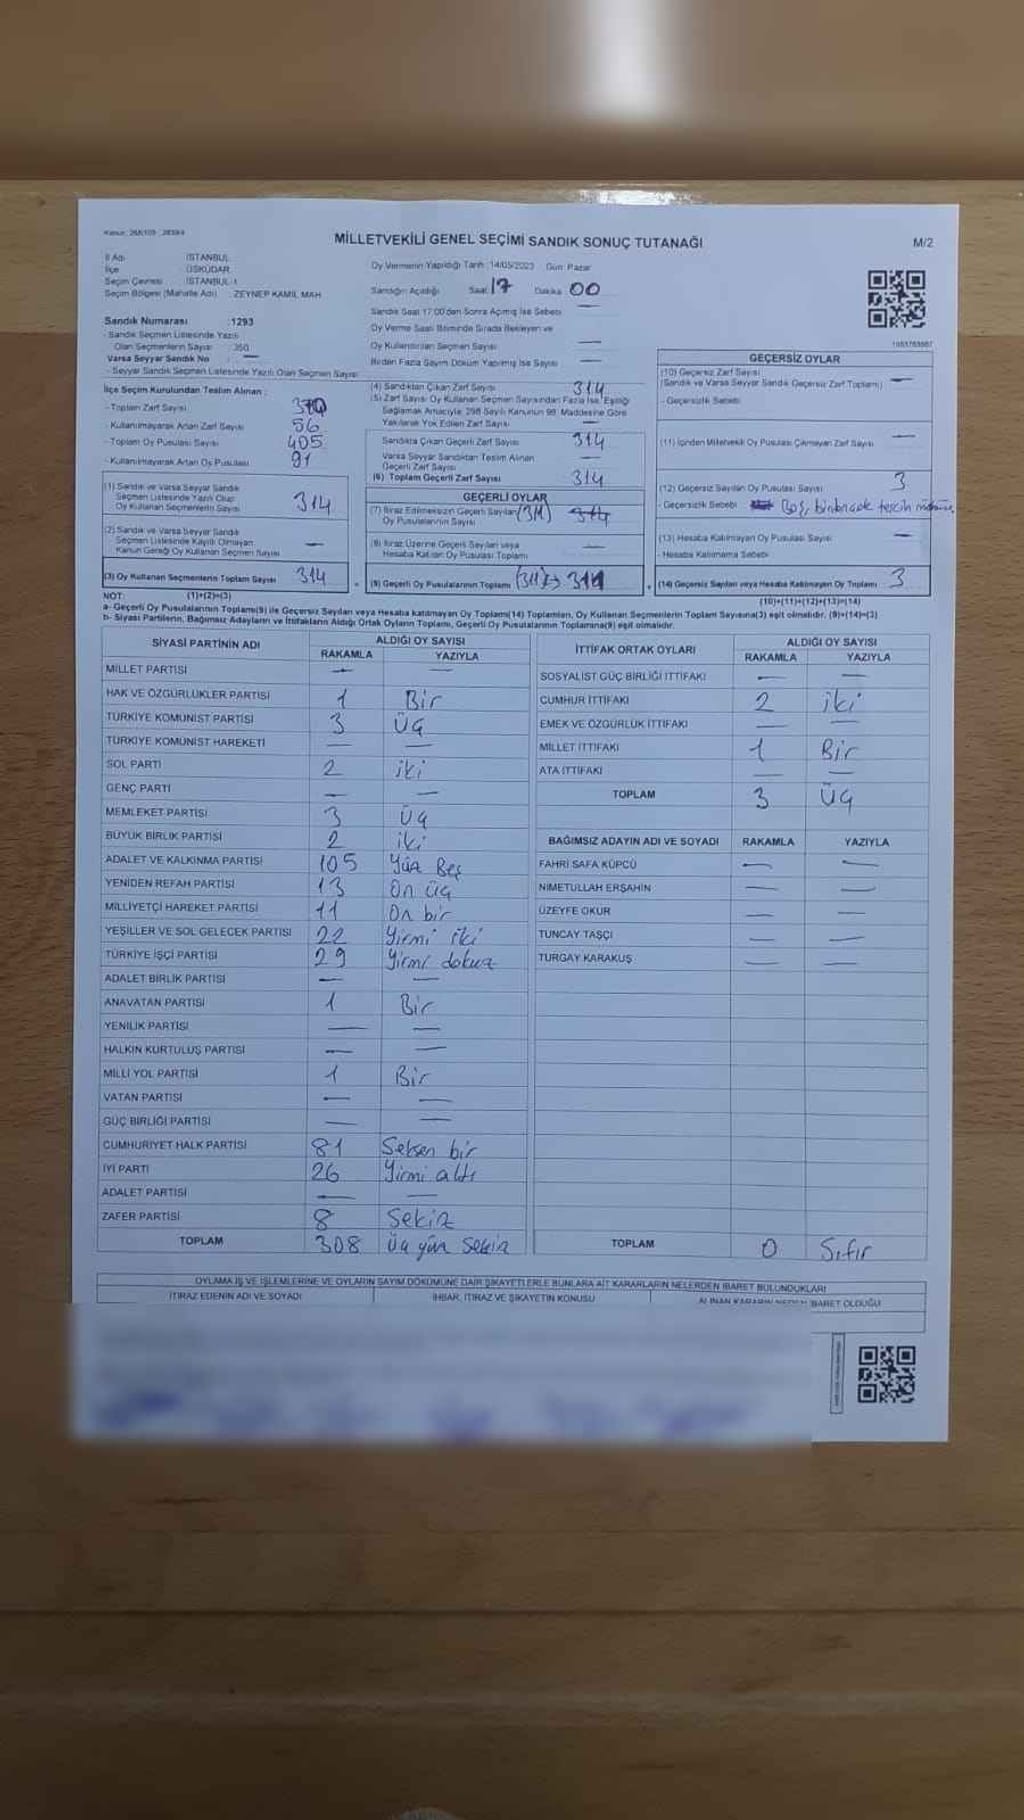 MİLLETVEKİLİ GENEL SEÇİMİ SANDIK SONUÇ TUTANAĞI
M/2
İl Adı İSTANBUL
İlçe ÜSKÜDAR
Seçim Çevresi İSTANBUL-1
Seçim Bölgesi (Mahalle Adı) : ZEYNEP KAMİL MAH.
Oy Vermenin Yapıldığı Tarih :14/05/2023 Gün: Pazar
Sandığın Açıldığı Saat 17 Dakika 00
Sandık Saat 17:00'den Sonra Açılmış İse Sebebi —
Oy Verme Saati Bitiminde Sırada Bekleyen ve
Oy Kullandırılan Seçmen Sayısı —
Birden Fazla Sayım Döküm Yapılmış İse Sayısı —
Sandık Numarası :1293
- Sandık Seçmen Listesinde Yazılı
Olan Seçmenlerin Sayısı :350
Varsa Seyyar Sandık No : —
- Seyyar Sandık Seçmen Listesinde Yazılı Olan Seçmen Sayısı
İlçe Seçim Kurulundan Teslim Alınan :
- Toplam Zarf Sayısı 370
- Kullanılmayarak Artan Zarf Sayısı 56
- Toplam Oy Pusulası Sayısı 405
- Kullanılmayarak Artan Oy Pusulası 91
(1) Sandık ve Varsa Seyyar Sandık
Seçmen Listesinde Yazılı Olup
Oy Kullanan Seçmenlerin Sayısı 314
(2) Sandık ve Varsa Seyyar Sandık
Seçmen Listesinde Kayıtlı Olmayan
Kanun Gereği Oy Kullanan Seçmen Sayısı —
(3) Oy Kullanan Seçmenlerin Toplam Sayısı 314
(4) Sandıktan Çıkan Zarf Sayısı 314
(5) Zarf Sayısı Oy Kullanan Seçmen Sayısından Fazla İse, Eşitliği
Sağlamak Amacıyla, 298 Sayılı Kanunun 98. Maddesine Göre
Yakılarak Yok Edilen Zarf Sayısı —
Sandıkta Çıkan Geçerli Zarf Sayısı 314
Varsa Seyyar Sandıktan Teslim Alınan
Geçerli Zarf Sayısı —
(6) Toplam Geçerli Zarf Sayısı 314
GEÇERLİ OYLAR
(7) İtiraz Edilmeksizin Geçerli Sayılan (311) 314
Oy Pusulalarının Sayısı
(8) İtiraz Üzerine Geçerli Sayılan veya
Hesaba Katılan Oy Pusulası Toplamı —
(9) Geçerli Oy Pusulalarının Toplamı (311) → 311
GEÇERSİZ OYLAR
(10) Geçersiz Zarf Sayısı
(Sandık ve Varsa Seyyar Sandık Geçersiz Zarf Toplamı) —
- Geçersizlik Sebebi
(11) İçinden Milletvekili Oy Pusulası Çıkmayan Zarf Sayısı —
(12) Geçersiz Sayılan Oy Pusulası Sayısı 3
- Geçersizlik Sebebi Boş, birden çok tercih
(13) Hesaba Katılmayan Oy Pusulası Sayısı —
- Hesaba Katılmama Sebebi
(14) Geçersiz Sayılan veya Hesaba Katılmayan Oy Toplamı 3
NOT: (1)+(2)=(3) (10)+(11)+(12)+(13)=(14)
a- Geçerli Oy Pusulalarının Toplamı(9) ile Geçersiz Sayılan veya Hesaba katılmayan Oy Toplamı(14) Toplamları, Oy Kullanan Seçmenlerin Toplam Sayısına(3) eşit olmalıdır. (9)+(14)=(3)
b- Siyasi Partilerin, Bağımsız Adayların ve İttifakların Aldığı Ortak Oyların Toplamı, Geçerli Oy Pusulalarının Toplamına(9) eşit olmalıdır.
SİYASİ PARTİNİN ADI ALDIĞI OY SAYISI
RAKAMLA YAZIYLA
MİLLET PARTİSİ — —
HAK VE ÖZGÜRLÜKLER PARTİSİ 1 Bir
TÜRKİYE KOMÜNİST PARTİSİ 3 Üç
TÜRKİYE KOMÜNİST HAREKETİ — —
SOL PARTİ 2 iki
GENÇ PARTİ — —
MEMLEKET PARTİSİ 3 Üç
BÜYÜK BİRLİK PARTİSİ 2 iki
ADALET VE KALKINMA PARTİSİ 105 Yüz Beş
YENİDEN REFAH PARTİSİ 13 On üç
MİLLİYETÇİ HAREKET PARTİSİ 11 On bir
YEŞİLLER VE SOL GELECEK PARTİSİ 22 Yirmi iki
TÜRKİYE İŞÇİ PARTİSİ 29 Yirmi dokuz
ADALET BİRLİK PARTİSİ — —
ANAVATAN PARTİSİ 1 Bir
YENİLİK PARTİSİ — —
HALKIN KURTULUŞ PARTİSİ — —
MİLLİ YOL PARTİSİ 1 Bir
VATAN PARTİSİ — —
GÜÇ BİRLİĞİ PARTİSİ — —
CUMHURİYET HALK PARTİSİ 81 Seksen bir
İYİ PARTİ 26 Yirmi altı
ADALET PARTİSİ — —
ZAFER PARTİSİ 8 Sekiz
TOPLAM 308 Üç yüz Sekiz
İTTİFAK ORTAK OYLARI ALDIĞI OY SAYISI
RAKAMLA YAZIYLA
SOSYALİST GÜÇ BİRLİĞİ İTTİFAKI — —
CUMHUR İTTİFAKI 2 iki
EMEK VE ÖZGÜRLÜK İTTİFAKI — —
MİLLET İTTİFAKI 1 Bir
ATA İTTİFAKI — —
TOPLAM 3 Üç
BAĞIMSIZ ADAYIN ADI VE SOYADI RAKAMLA YAZIYLA
FAHRİ SAFA KÜPCÜ — —
NİMETULLAH ERŞAHİN — —
ÜZEYFE OKUR — —
TUNCAY TAŞÇI — —
TURGAY KARAKUŞ — —
TOPLAM 0 Sıfır
OYLAMA İŞ VE İŞLEMLERİNE VE OYLARIN SAYIM DÖKÜMÜNE DAİR ŞİKAYETLERLE BUNLARA AİT KARARLARIN NELERDEN İBARET BULUNDUKLARI
İTİRAZ EDENİN ADI VE SOYADI İHBAR, İTİRAZ VE ŞİKAYETİN KONUSU ALINAN KARARIN NEDEN İBARET OLDUĞU